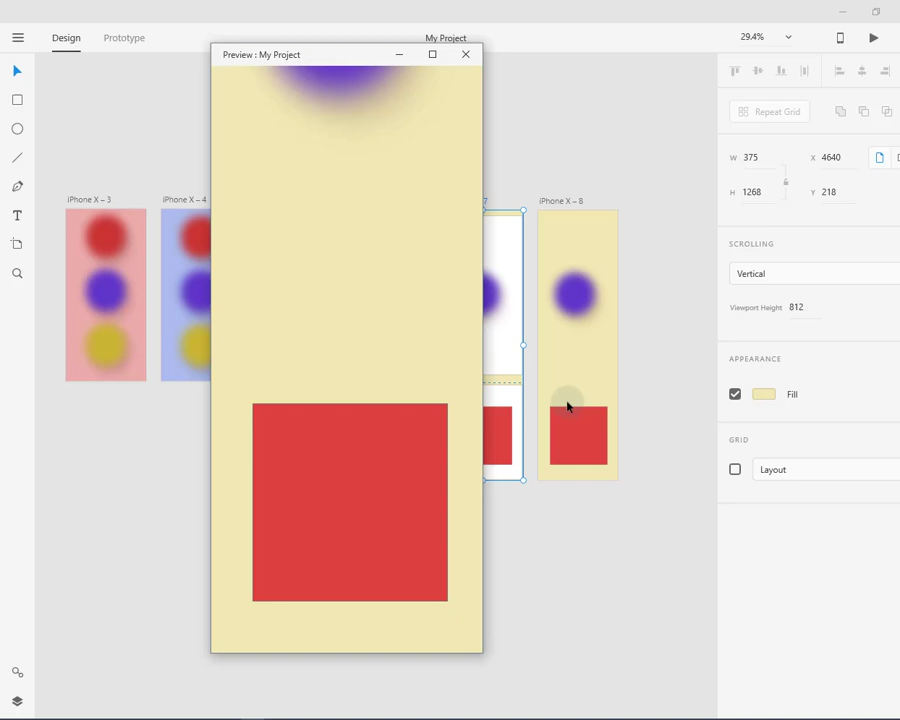 Design
Prototype
My Project
29.4%
Preview : My Project
Repeat Grid
W 375
X 4640
H 1268
Y 218
iPhone X – 3
iPhone X – 4
7
iPhone X – 8
SCROLLING
Vertical
Viewport Height 812
APPEARANCE
Fill
GRID
Layout
T